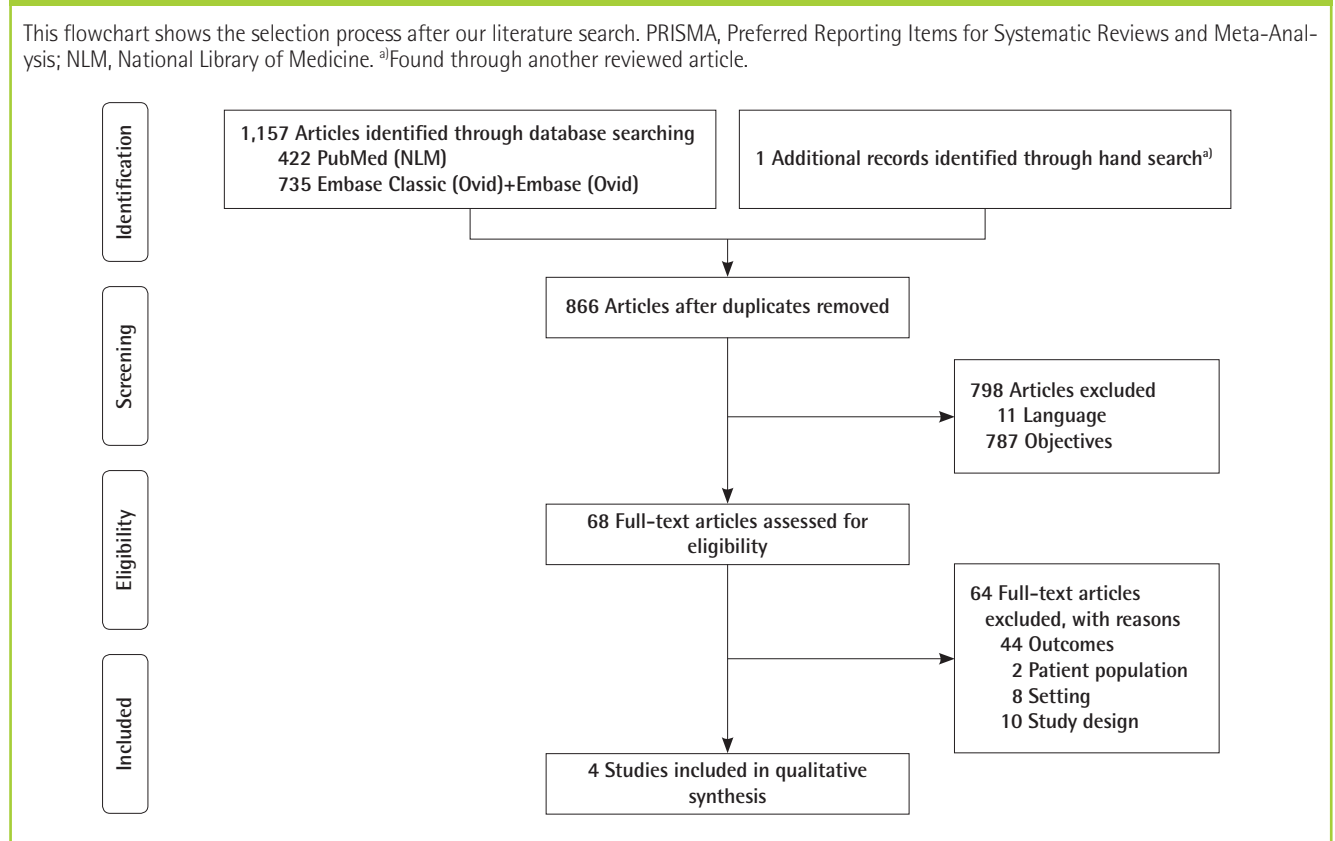 This flowchart shows the selection process after our literature search. PRISMA, Preferred Reporting Items for Systematic Reviews and Meta-Anal-
ysis; NLM, National Library of Medicine. a)Found through another reviewed article.
Identification
1,157 Articles identified through database searching
422 PubMed (NLM)
735 Embase Classic (Ovid)+Embase (Ovid)
1 Additional records identified through hand searcha)
866 Articles after duplicates removed
Screening
798 Articles excluded
11 Language
787 Objectives
Eligibility
68 Full-text articles assessed for
eligibility
64 Full-text articles
excluded, with reasons
44 Outcomes
2 Patient population
8 Setting
10 Study design
Included
4 Studies included in qualitative
synthesis